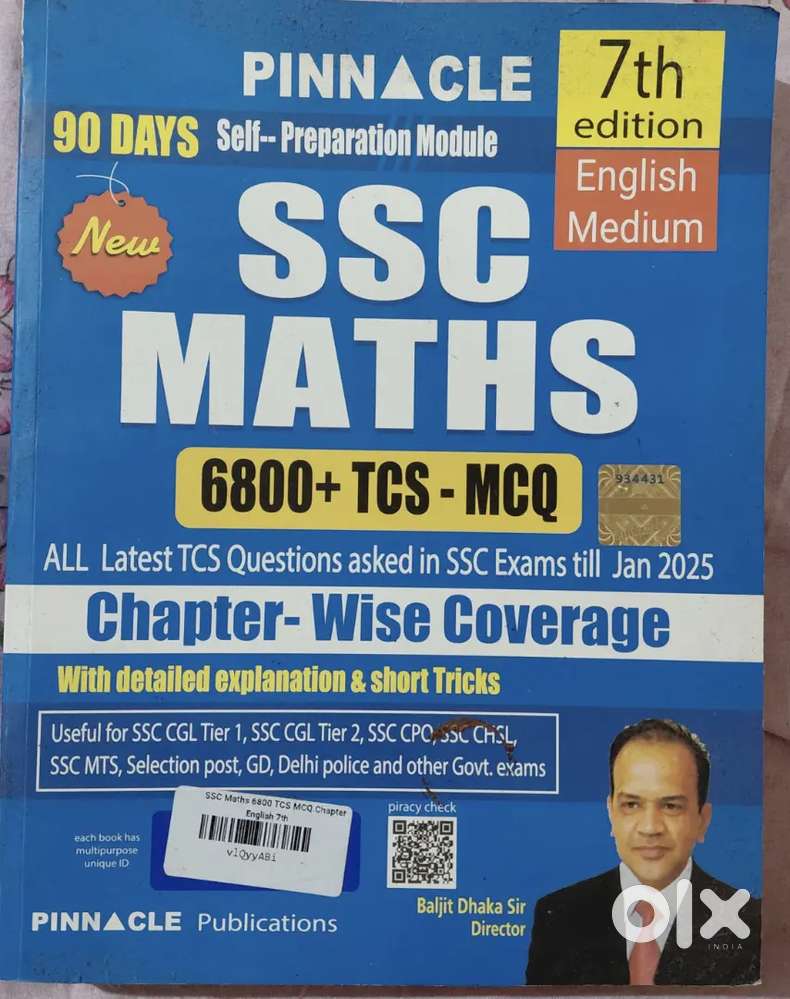 PINNACLE
7th
edition
English
Medium
90 DAYS Self-- Preparation Module
New
SSC
MATHS
6800+ TCS - MCQ
934431
ALL Latest TCS Questions asked in SSC Exams till Jan 2025
Chapter- Wise Coverage
With detailed explanation & short Tricks
Useful for SSC CGL Tier 1, SSC CGL Tier 2, SSC CPO, SSC CHSL,
SSC MTS, Selection post, GD, Delhi police and other Govt. exams
SSC Maths 6800 TCS MCQ Chapter
English 7th
vlQyyABi
each book has
multipurpose
unique ID
piracy check
Baljit Dhaka Sir
Director
PINNACLE Publications
olx
INDIA